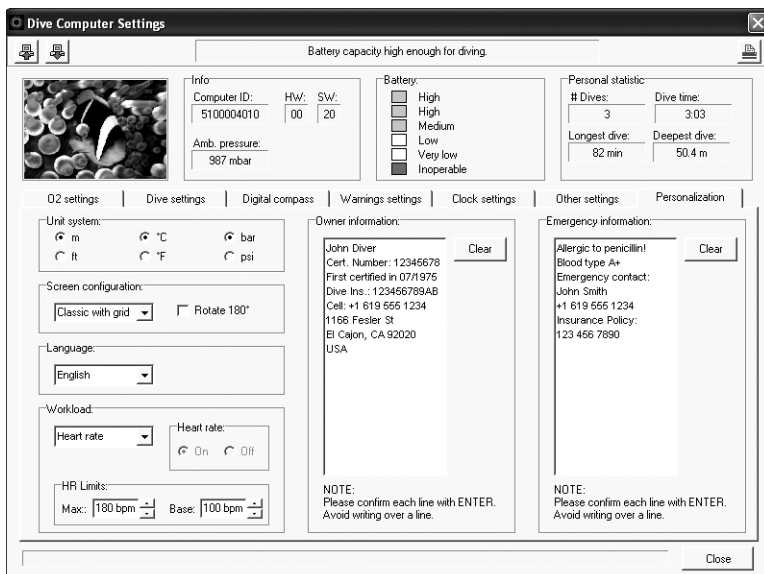 Dive Computer Settings
Battery capacity high enough for diving.
Info
Computer ID: HW: SW:
5100004010 00 20
Amb. pressure:
987 mbar
Battery:
High
High
Medium
Low
Very low
Inoperable
Personal statistic
# Dives: Dive time:
3 3:03
Longest dive: Deepest dive:
82 min 50.4 m
O2 settings Dive settings Digital compass Warnings settings Clock settings Other settings Personalization
Unit system:
m °C bar
ft °F psi
Screen configuration:
Classic with grid Rotate 180°
Language:
English
Workload:
Heart rate
Heart rate:
On Off
HR Limits:
Max.: 180 bpm Base: 100 bpm
Owner information:
John Diver
Cert. Number: 12345678
First certified in 07/1975
Dive Ins.: 123456789AB
Cell: +1 619 555 1234
1166 Fesler St
El Cajon, CA 92020
USA
Clear
NOTE:
Please confirm each line with ENTER.
Avoid writing over a line.
Emergency information:
Allergic to penicillin!
Blood type A+
Emergency contact:
John Smith
+1 619 555 1234
Insurance Policy:
123 456 7890
Clear
NOTE:
Please confirm each line with ENTER.
Avoid writing over a line.
Close